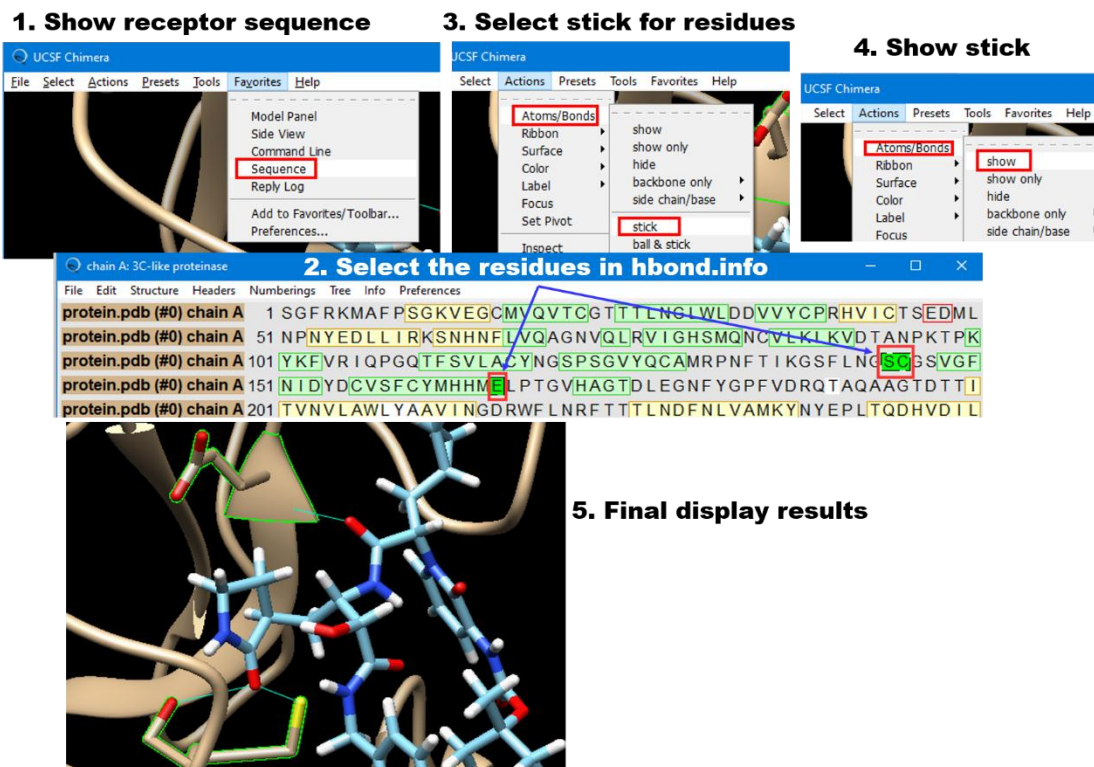 1. Show receptor sequence
UCSF Chimera
File Select Actions Presets Tools Favorites Help
Model Panel
Side View
Command Line
Sequence
Reply Log
Add to Favorites/Toolbar...
Preferences...
3. Select stick for residues
UCSF Chimera
Select Actions Presets Tools Favorites Help
Atoms/Bonds
Ribbon
Surface
Color
Label
Focus
Set Pivot
Inspect
show
show only
hide
backbone only
side chain/base
stick
ball & stick
4. Show stick
UCSF Chimera
Select Actions Presets Tools Favorites Help
Atoms/Bonds
Ribbon
Surface
Color
Label
Focus
show
show only
hide
backbone only
side chain/base
chain A: 3C-like proteinase
2. Select the residues in hbond.info
File Edit Structure Headers Numberings Tree Info Preferences
protein.pdb (#0) chain A 1 SGFRKMAFPSGKVEGCMVQVTCGTTTLNGLWLDDVVYCPRHVICTSEDML
protein.pdb (#0) chain A 51 NPNYEDLLIRKSNHNFLVQAGNVQLRVIGHSMQNCVLKLKVDTANPKTPK
protein.pdb (#0) chain A 101 YKFVRIQPGQTFSVLACYNGSPSGVYQCAMRPNFTIKGSFLNGSCGSVGF
protein.pdb (#0) chain A 151 NIDYDCVSFCYMHHMELPTGVHAGTDLEGNFYGPFVDRQTAQAAGTDTTI
protein.pdb (#0) chain A 201 TVNVLAWLYAAVINGDRWFLNRFTTTLNDFNLVAMKYNYEPLTQDHVDIL
5. Final display results